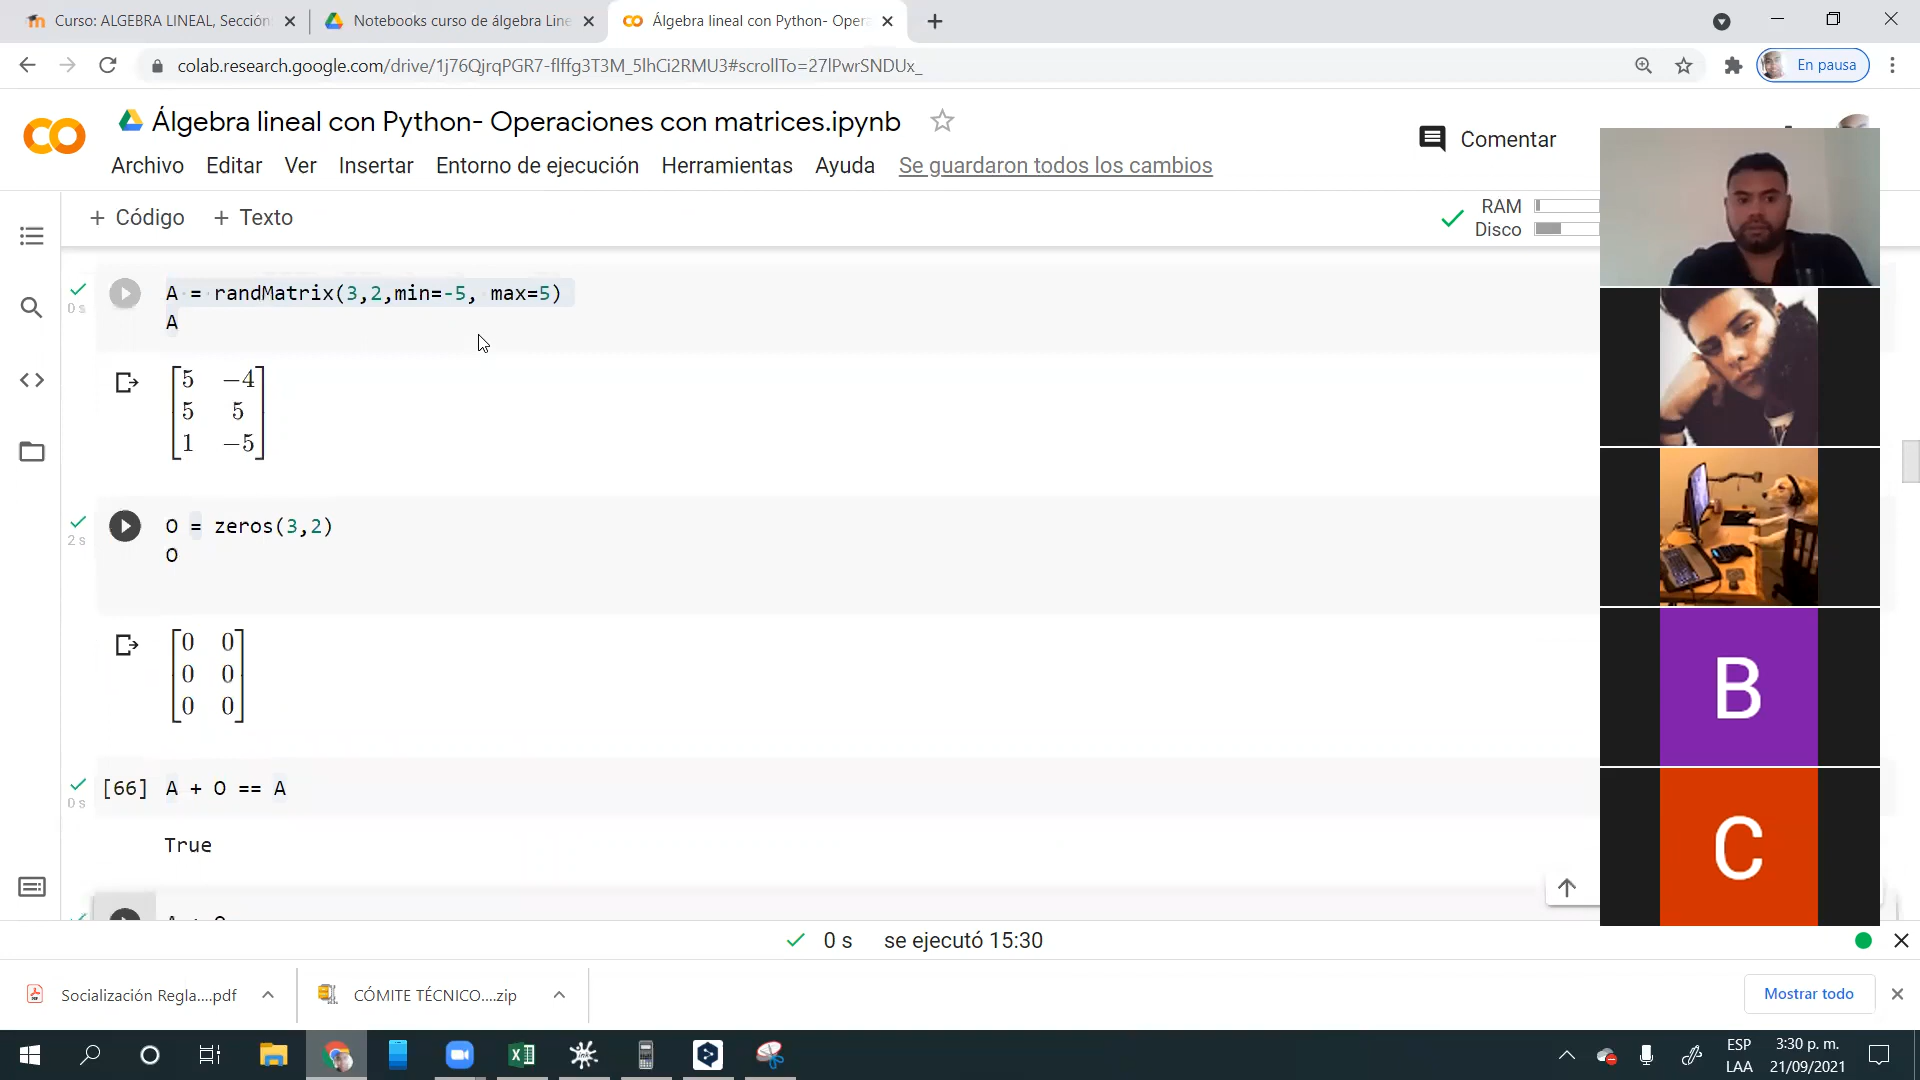 Curso: ALGEBRA LINEAL, Sección
Notebooks curso de álgebra Line
Álgebra lineal con Python- Oper
colab.research.google.com/drive/1j76QjrqPGR7-flffg3T3M_5lhCi2RMU3#scrollTo=27lPwrSNDUx_
En pausa
Álgebra lineal con Python- Operaciones con matrices.ipynb
Comentar
Archivo Editar Ver Insertar Entorno de ejecución Herramientas Ayuda Se guardaron todos los cambios
+ Código + Texto
RAM
Disco
0 s
A = randMatrix(3,2,min=-5, max=5)
A
5 −4
5 5
1 −5
2 s
O = zeros(3,2)
O
0 0
0 0
0 0
0 s
[66] A + O == A
True
B
C
0 s se ejecutó 15:30
Socialización Regla....pdf
CÓMITE TÉCNICO....zip
Mostrar todo
ESP
LAA
3:30 p. m.
21/09/2021